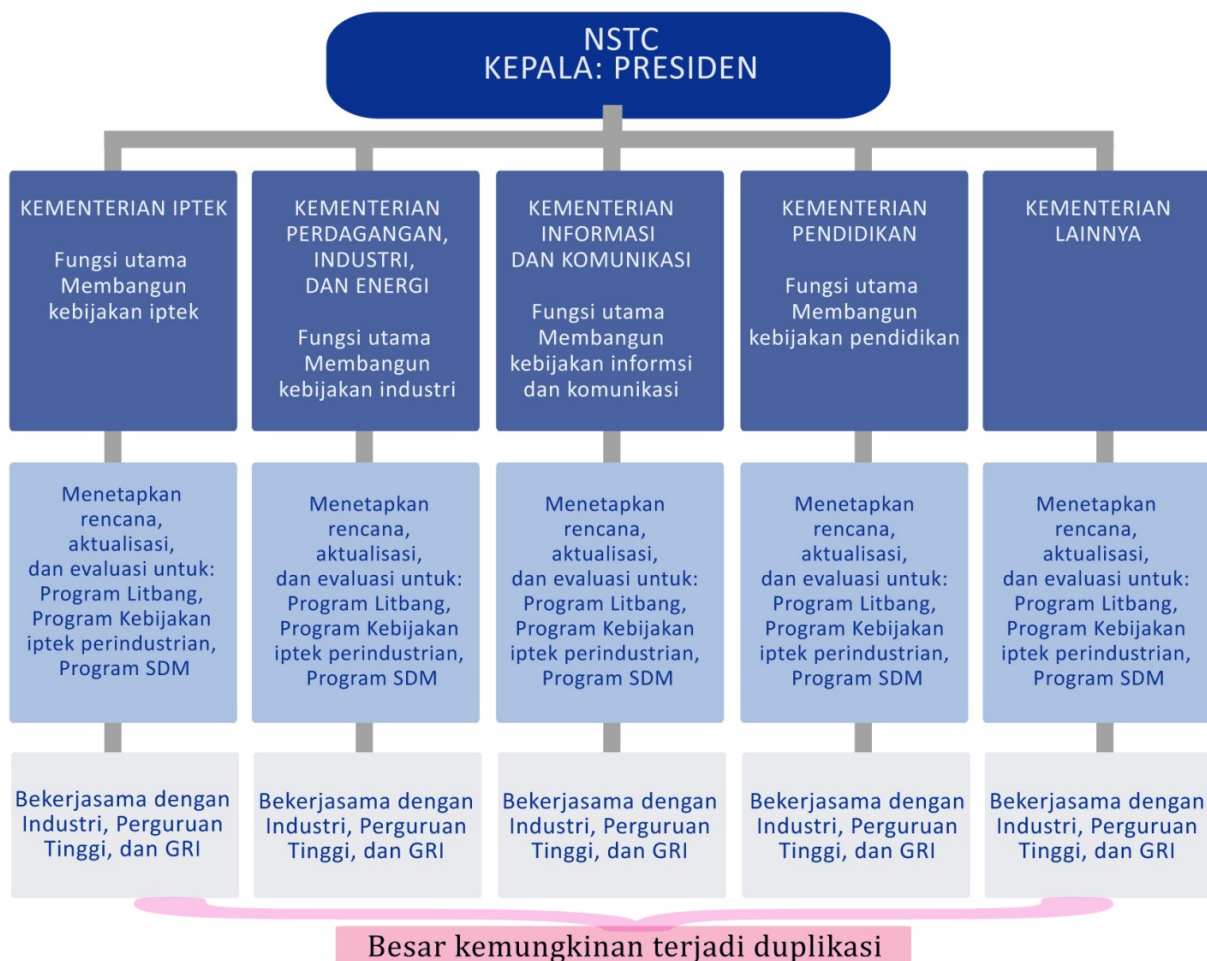 NSTC
KEPALA: PRESIDEN
KEMENTERIAN IPTEK
Fungsi utama
Membangun
kebijakan iptek
KEMENTERIAN
PERDAGANGAN,
INDUSTRI,
DAN ENERGI
Fungsi utama
Membangun
kebijakan industri
KEMENTERIAN
INFORMASI
DAN KOMUNIKASI
Fungsi utama
Membangun
kebijakan informsi
dan komunikasi
KEMENTERIAN
PENDIDIKAN
Fungsi utama
Membangun
kebijakan pendidikan
KEMENTERIAN
LAINNYA
Menetapkan
rencana,
aktualisasi,
dan evaluasi untuk:
Program Litbang,
Program Kebijakan
iptek perindustrian,
Program SDM
Menetapkan
rencana,
aktualisasi,
dan evaluasi untuk:
Program Litbang,
Program Kebijakan
iptek perindustrian,
Program SDM
Menetapkan
rencana,
aktualisasi,
dan evaluasi untuk:
Program Litbang,
Program Kebijakan
iptek perindustrian,
Program SDM
Menetapkan
rencana,
aktualisasi,
dan evaluasi untuk:
Program Litbang,
Program Kebijakan
iptek perindustrian,
Program SDM
Menetapkan
rencana,
aktualisasi,
dan evaluasi untuk:
Program Litbang,
Program Kebijakan
iptek perindustrian,
Program SDM
Bekerjasama dengan
Industri, Perguruan
Tinggi, dan GRI
Bekerjasama dengan
Industri, Perguruan
Tinggi, dan GRI
Bekerjasama dengan
Industri, Perguruan
Tinggi, dan GRI
Bekerjasama dengan
Industri, Perguruan
Tinggi, dan GRI
Bekerjasama dengan
Industri, Perguruan
Tinggi, dan GRI
Besar kemungkinan terjadi duplikasi